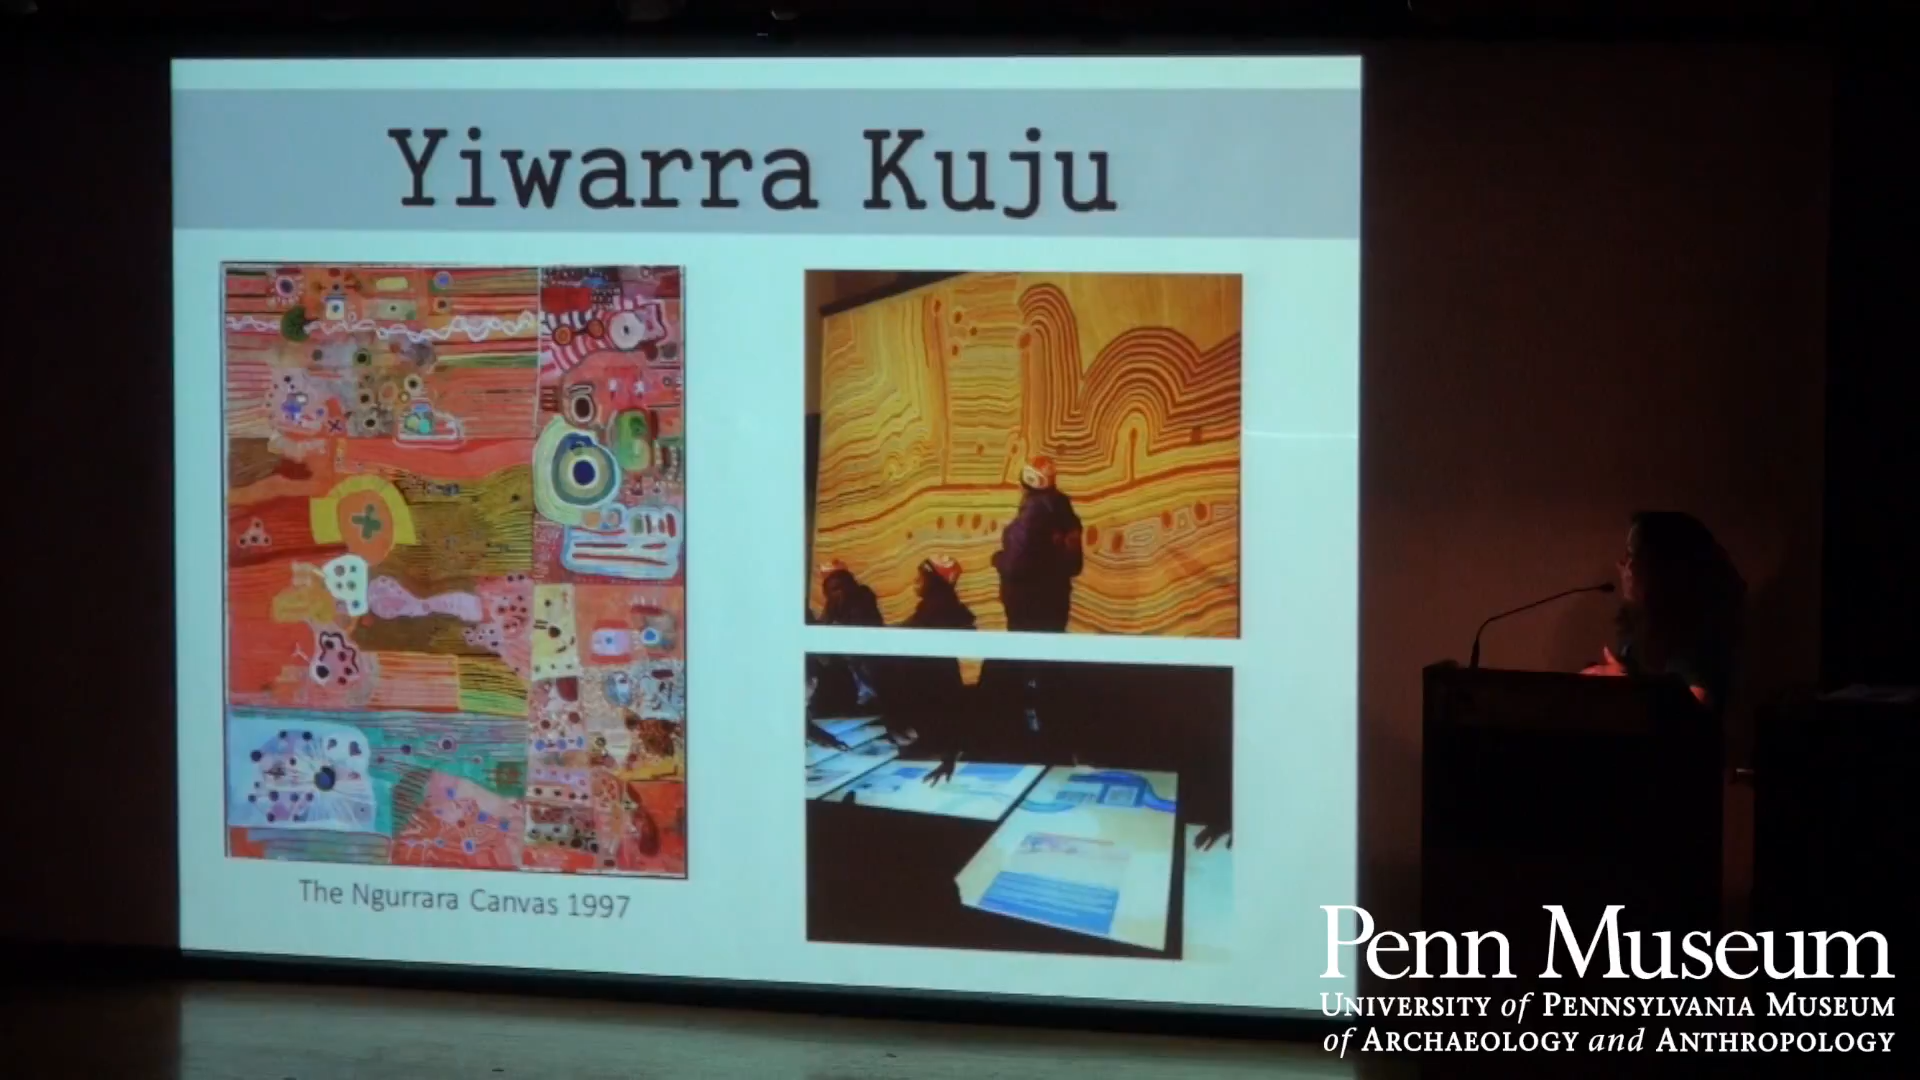 Yiwarra Kuju
The Ngurrara Canvas 1997
Penn Museum
UNIVERSITY of PENNSYLVANIA MUSEUM
of ARCHAEOLOGY and ANTHROPOLOGY